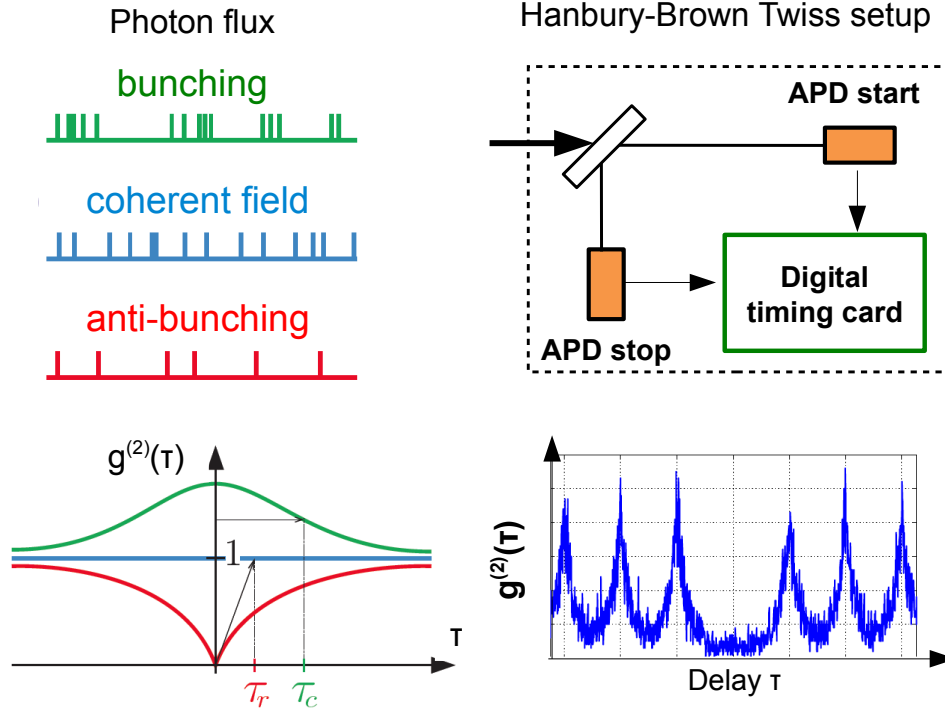 Photon flux
Hanbury-Brown Twiss setup
bunching
coherent field
anti-bunching
APD start
APD stop
Digital
timing card
g⁽²⁾(τ)
1
τ
τᵣ
τ_c
g⁽²⁾(τ)
Delay τ